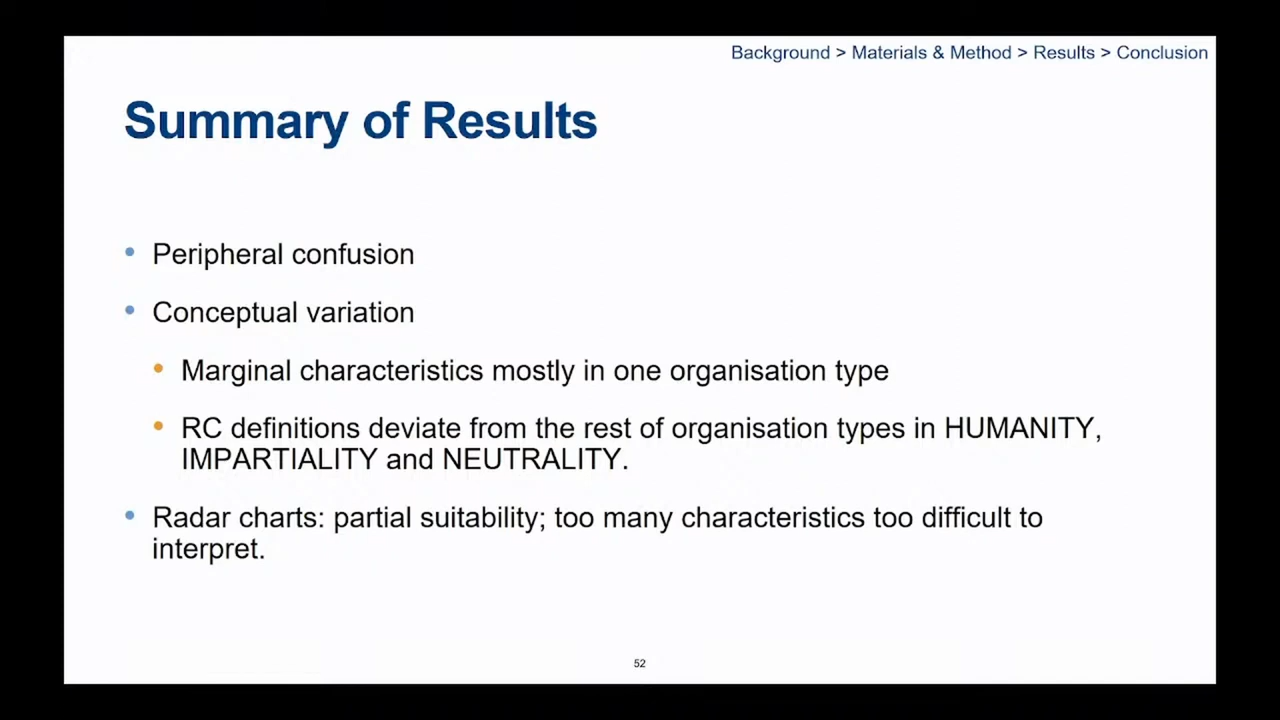 Background > Materials & Method > Results > Conclusion
Summary of Results
• Peripheral confusion
• Conceptual variation
• Marginal characteristics mostly in one organisation type
• RC definitions deviate from the rest of organisation types in HUMANITY,
IMPARTIALITY and NEUTRALITY.
• Radar charts: partial suitability; too many characteristics too difficult to
interpret.
52